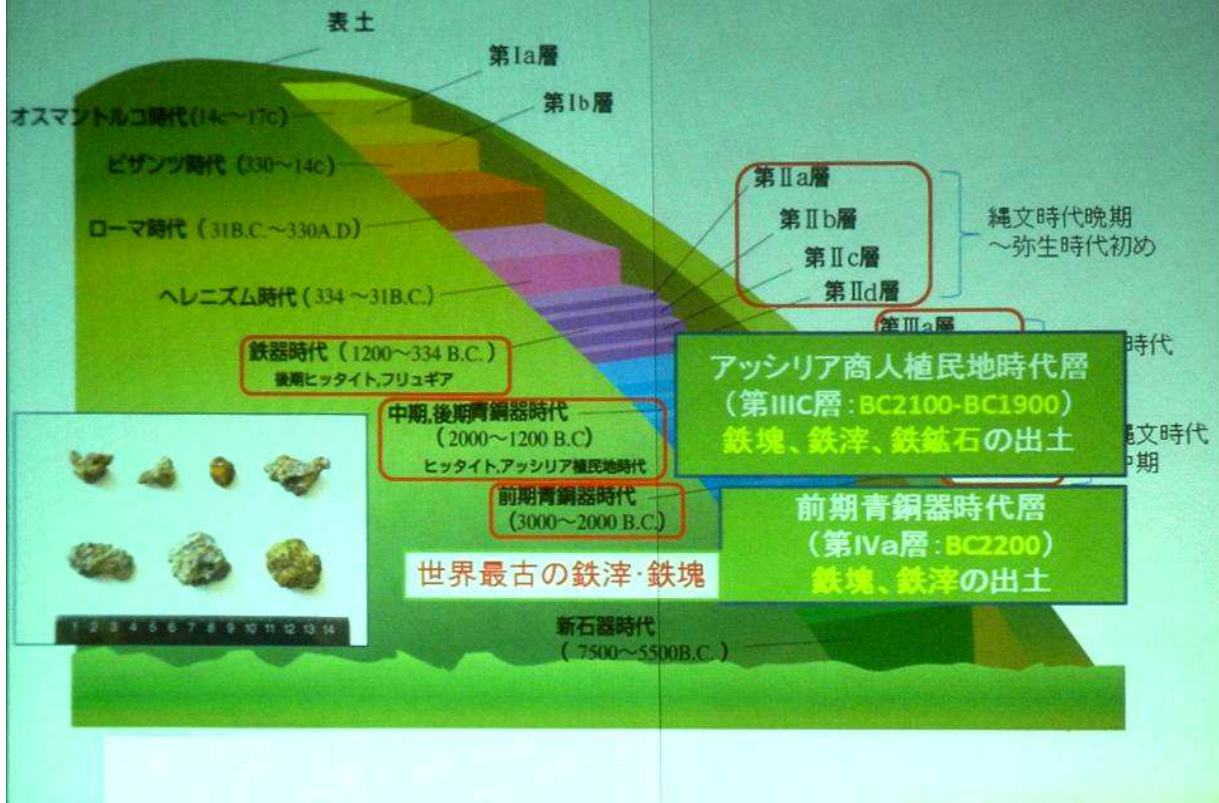 表土
第Ia層
第Ib層
オスマントルコ時代(14c～17c)
ビザンツ時代 (330～14c)
ローマ時代 (31B.C.～330A.D)
ヘレニズム時代 (334～31B.C.)
鉄器時代 (1200～334 B.C.)
後期ヒッタイト,フリュギア
中期,後期青銅器時代
(2000～1200 B.C)
ヒッタイト,アッシリア植民地時代
前期青銅器時代
(3000～2000 B.C.)
新石器時代
(7500～5500B.C.)
第Ⅱa層
第Ⅱb層
第Ⅱc層
第Ⅱd層
第Ⅲa層
縄文時代晩期
～弥生時代初め
時代
縄文時代
中期
アッシリア商人植民地時代層
(第IIIC層:BC2100-BC1900)
鉄塊、鉄滓、鉄鉱石の出土
前期青銅器時代層
(第IVa層:BC2200)
鉄塊、鉄滓の出土
世界最古の鉄滓・鉄塊
1 2 3 4 5 6 7 8 9 10 11 12 13 14